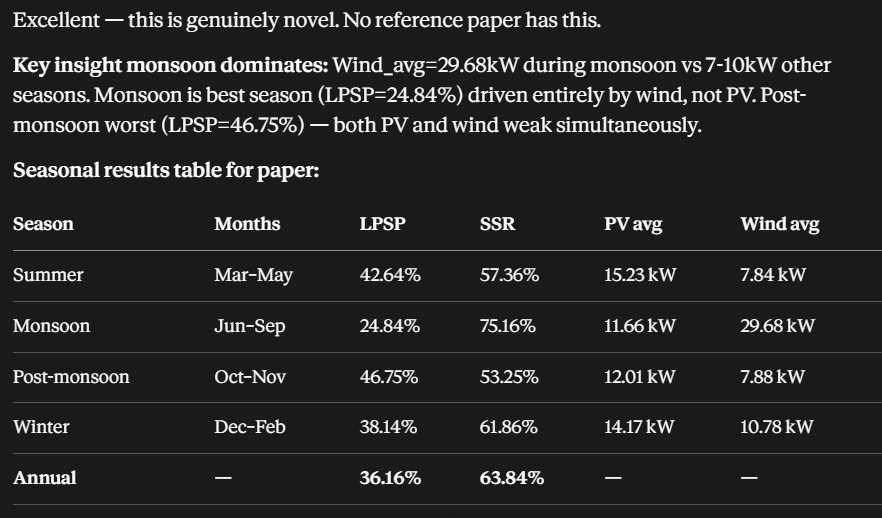 Excellent — this is genuinely novel. No reference paper has this.
Key insight monsoon dominates: Wind_avg=29.68kW during monsoon vs 7-10kW other
seasons. Monsoon is best season (LPSP=24.84%) driven entirely by wind, not PV. Post-
monsoon worst (LPSP=46.75%) — both PV and wind weak simultaneously.
Seasonal results table for paper:
Season Months LPSP SSR PV avg Wind avg
Summer Mar–May 42.64% 57.36% 15.23 kW 7.84 kW
Monsoon Jun–Sep 24.84% 75.16% 11.66 kW 29.68 kW
Post-monsoon Oct–Nov 46.75% 53.25% 12.01 kW 7.88 kW
Winter Dec–Feb 38.14% 61.86% 14.17 kW 10.78 kW
Annual — 36.16% 63.84% — —